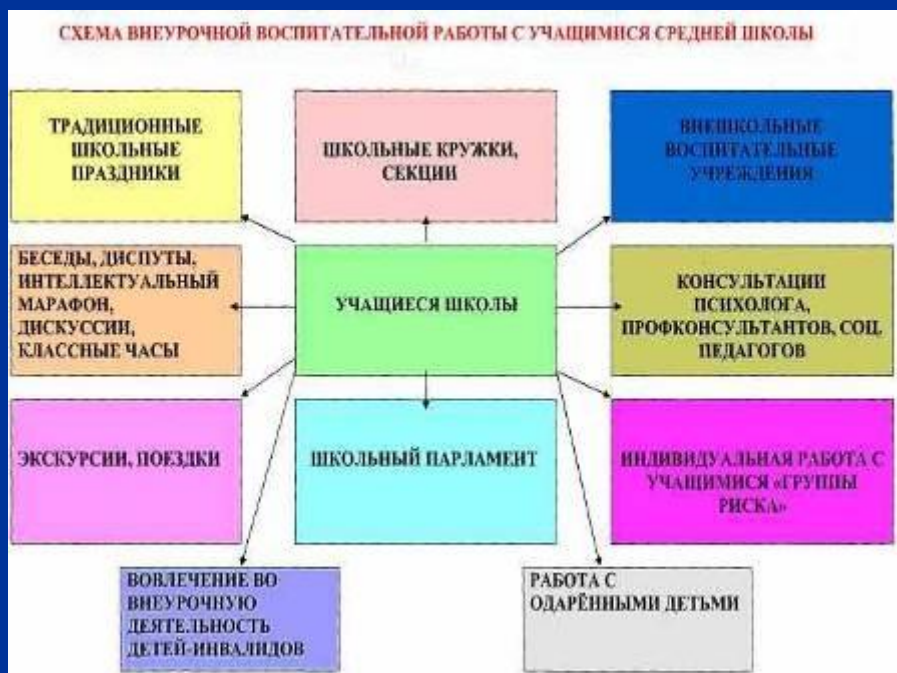 СХЕМА ВНЕУРОЧНОЙ ВОСПИТАТЕЛЬНОЙ РАБОТЫ С УЧАЩИМИСЯ СРЕДНЕЙ ШКОЛЫ
ТРАДИЦИОННЫЕ
ШКОЛЬНЫЕ
ПРАЗДНИКИ
ШКОЛЬНЫЕ КРУЖКИ,
СЕКЦИИ
ВНЕШКОЛЬНЫЕ
ВОСПИТАТЕЛЬНЫЕ
УЧРЕЖДЕНИЯ
БЕСЕДЫ, ДИСПУТЫ,
ИНТЕЛЛЕКТУАЛЬНЫЙ
МАРАФОН,
ДИСКУССИИ,
КЛАССНЫЕ ЧАСЫ
УЧАЩИЕСЯ ШКОЛЫ
КОНСУЛЬТАЦИИ
ПСИХОЛОГА,
ПРОФКОНСУЛЬТАНТОВ, СОЦ.
ПЕДАГОГОВ
ЭКСКУРСИИ, ПОЕЗДКИ
ШКОЛЬНЫЙ ПАРЛАМЕНТ
ИНДИВИДУАЛЬНАЯ РАБОТА С
УЧАЩИМИСЯ «ГРУППЫ
РИСКА»
ВОВЛЕЧЕНИЕ ВО
ВНЕУРОЧНУЮ
ДЕЯТЕЛЬНОСТЬ
ДЕТЕЙ-ИНВАЛИДОВ
РАБОТА С
ОДАРЁННЫМИ ДЕТЬМИ